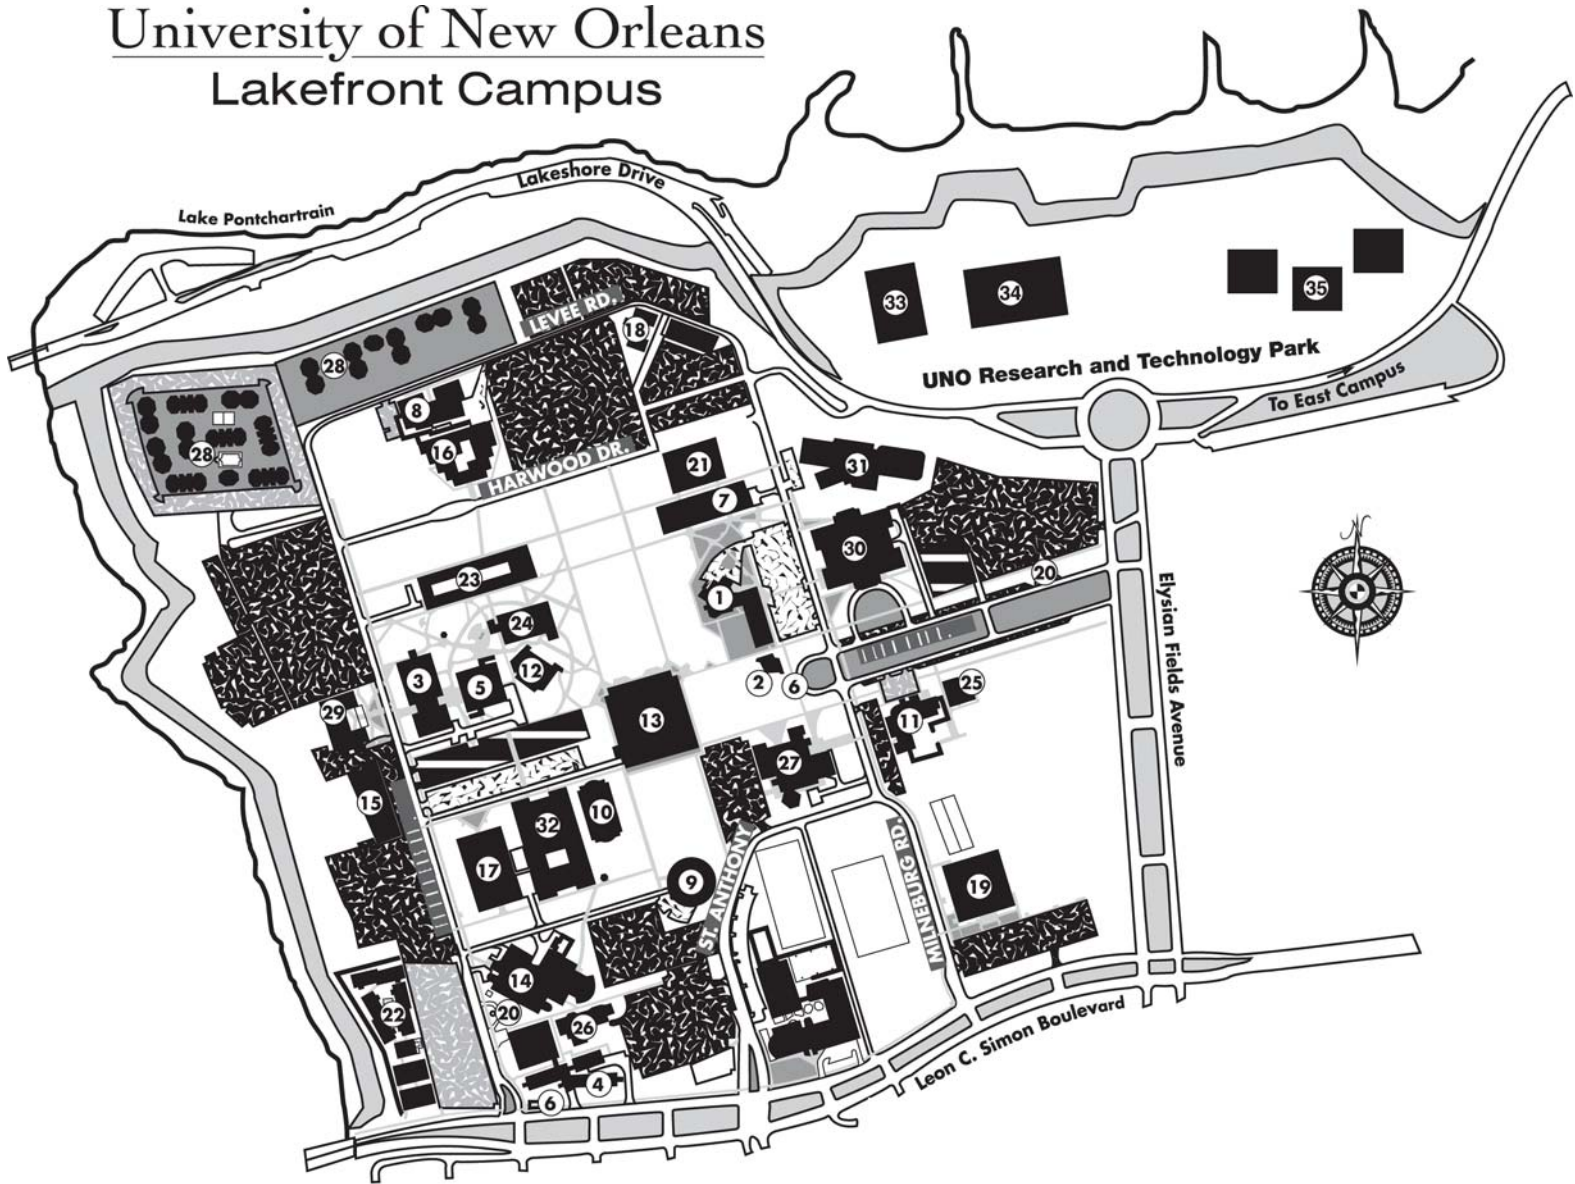 University of New Orleans
Lakefront Campus
Lakeshore Drive
Lake Pontchartrain
LEVEE RD.
18
33
34
35
28
UNO Research and Technology Park
To East Campus
8
16
28
HARWOOD DR.
21
31
7
N
30
23
20
1
Elysian Fields Avenue
24
12
3
5
2
6
25
29
13
11
27
15
10
32
MILNEBURG RD.
17
9
19
ST. ANTHONY
14
22
20
26
4
6
Leon C. Simon Boulevard